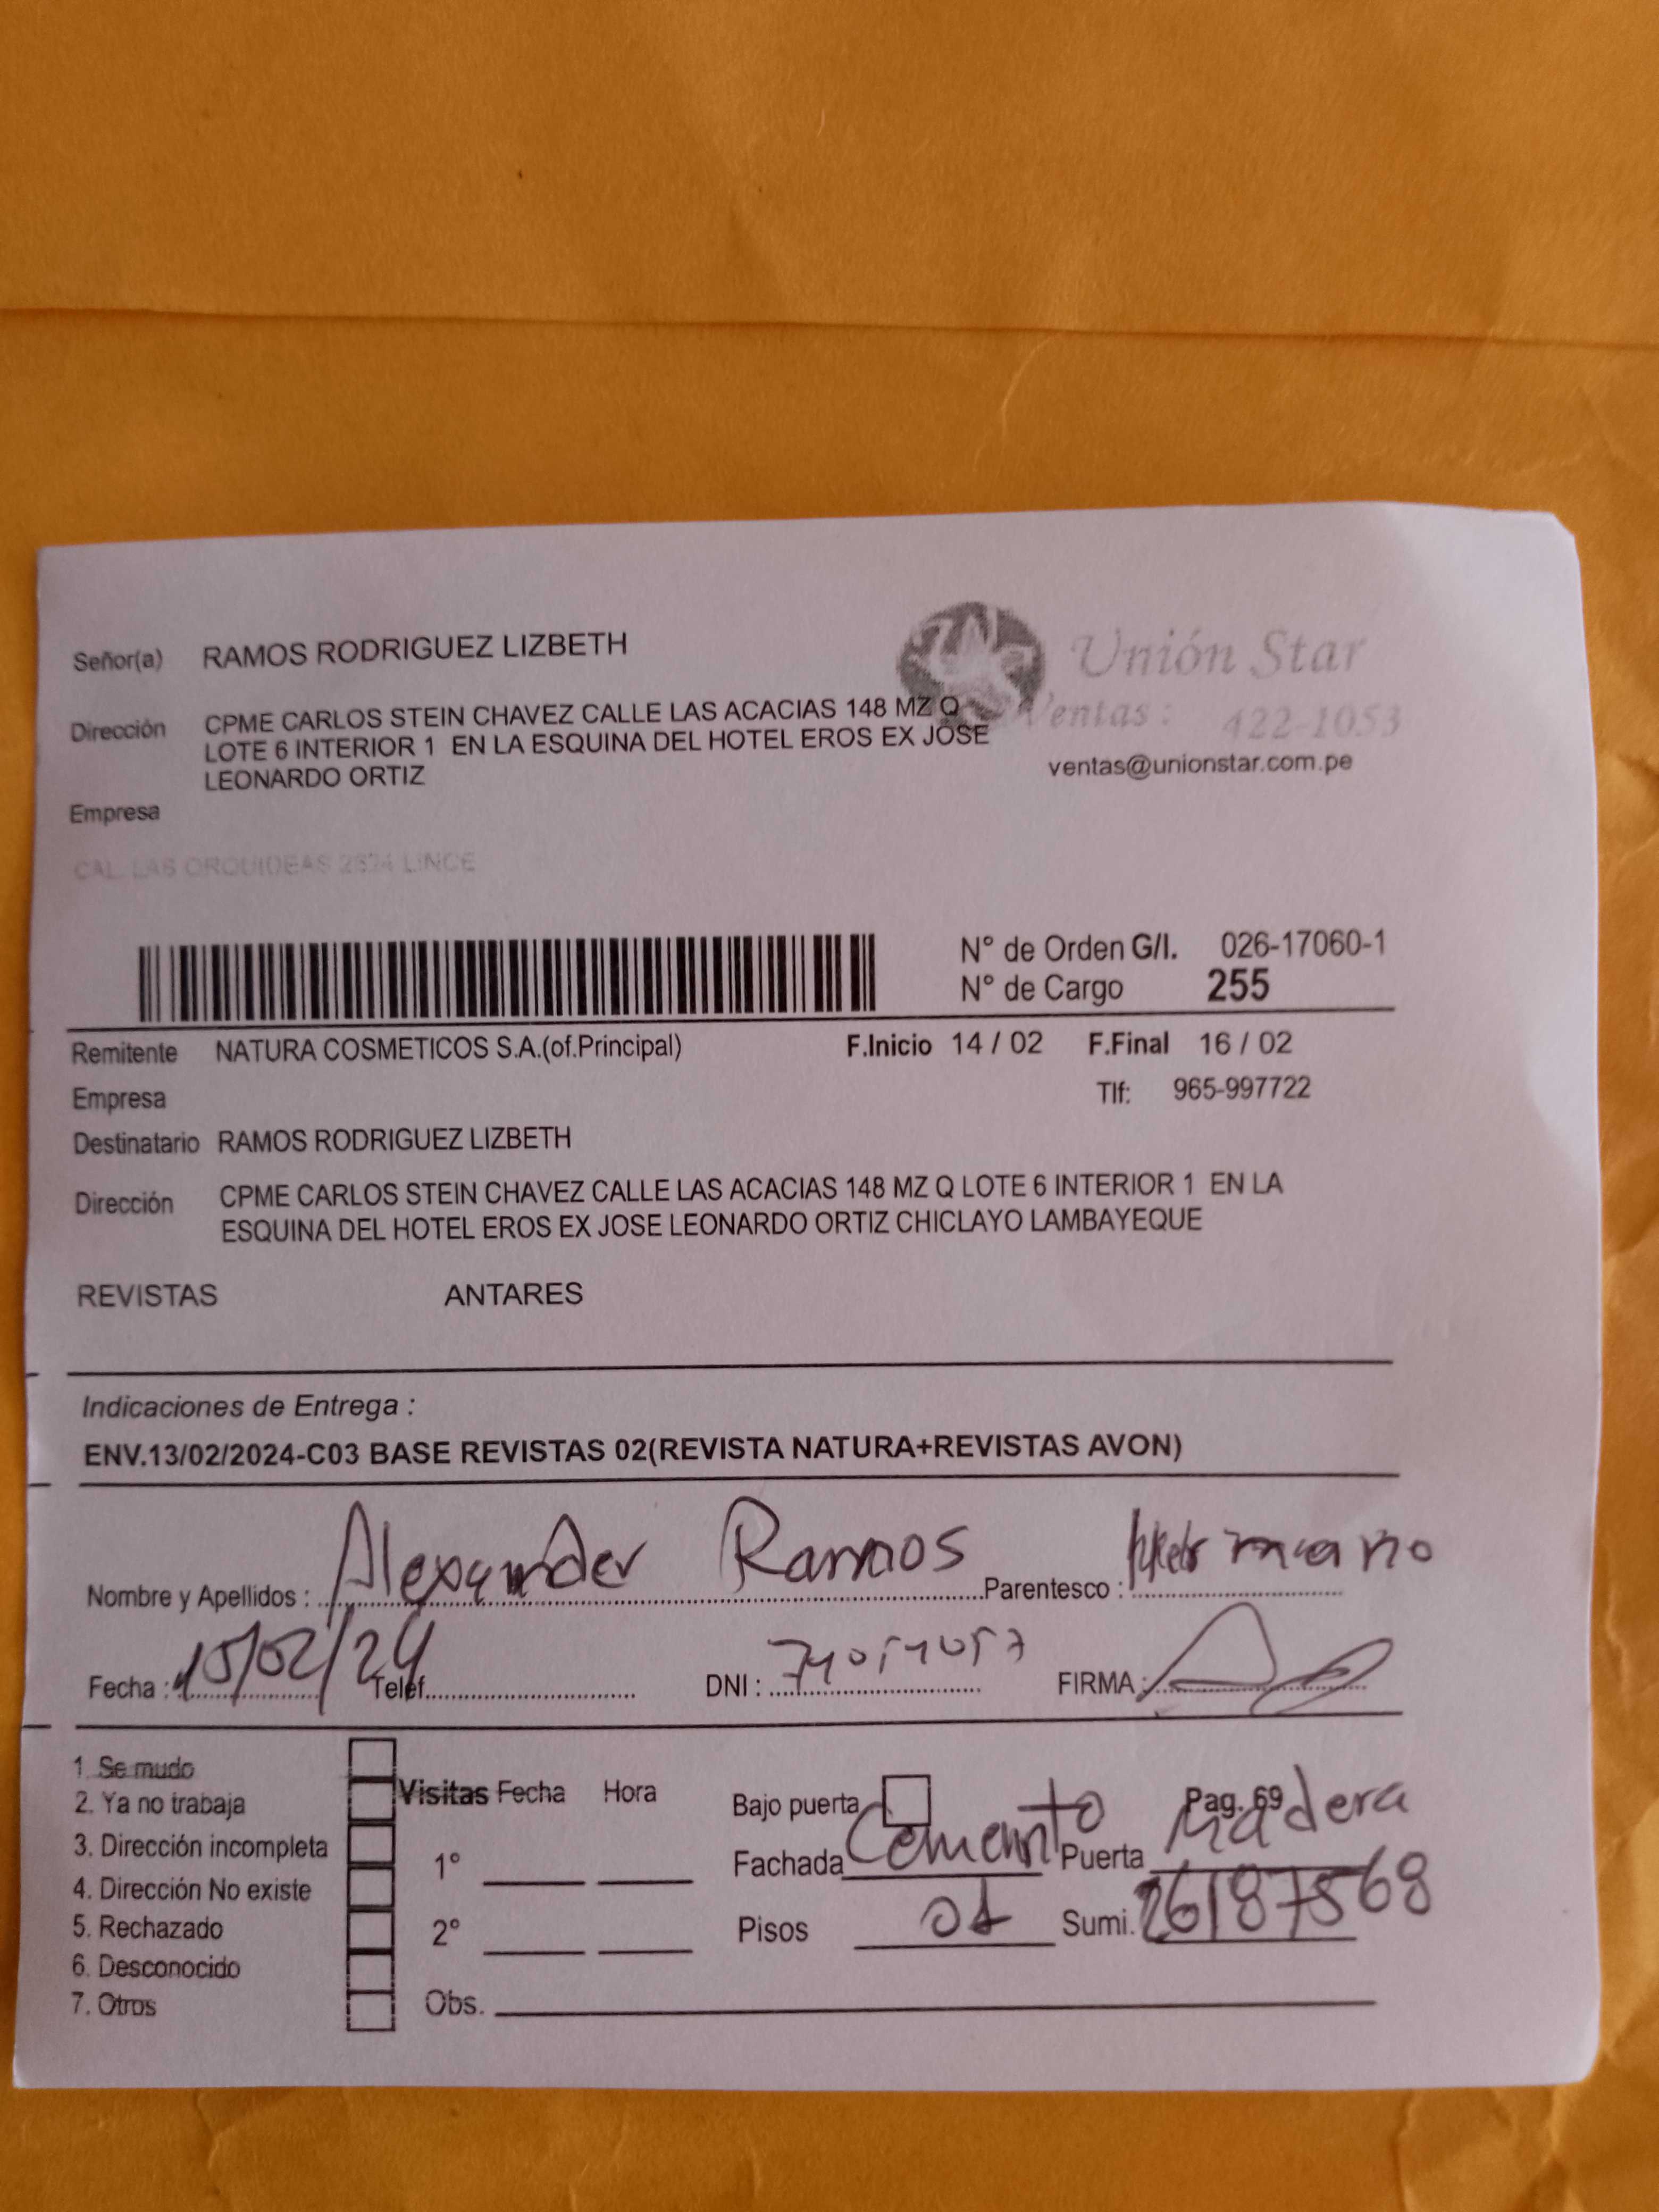 Señor(a) RAMOS RODRIGUEZ LIZBETH
Unión Star
Ventas : 422-1053
ventas@unionstar.com.pe
Dirección CPME CARLOS STEIN CHAVEZ CALLE LAS ACACIAS 148 MZ Q
LOTE 6 INTERIOR 1 EN LA ESQUINA DEL HOTEL EROS EX JOSE
LEONARDO ORTIZ
Empresa
CAL. LAS ORQUIDEAS LINCE
N° de Orden G/I. 026-17060-1
N° de Cargo 255
Remitente NATURA COSMETICOS S.A.(of.Principal) F.Inicio 14 / 02 F.Final 16 / 02
Empresa Tlf: 965-997722
Destinatario RAMOS RODRIGUEZ LIZBETH
Dirección CPME CARLOS STEIN CHAVEZ CALLE LAS ACACIAS 148 MZ Q LOTE 6 INTERIOR 1 EN LA
ESQUINA DEL HOTEL EROS EX JOSE LEONARDO ORTIZ CHICLAYO LAMBAYEQUE
REVISTAS ANTARES
Indicaciones de Entrega :
ENV.13/02/2024-C03 BASE REVISTAS 02(REVISTA NATURA+REVISTAS AVON)
Nombre y Apellidos : Alexander Ramos Parentesco : Hermano
Fecha : 15/02/24 Telef. DNI : FIRMA :
1. Se mudo
2. Ya no trabaja
3. Dirección incompleta
4. Dirección No existe
5. Rechazado
6. Desconocido
7. Otros
Visitas Fecha Hora
1°
2°
Obs.
Bajo puerta Pag. 69
Fachada Cemento Puerta Madera
Pisos 01 Sumi. 26187568